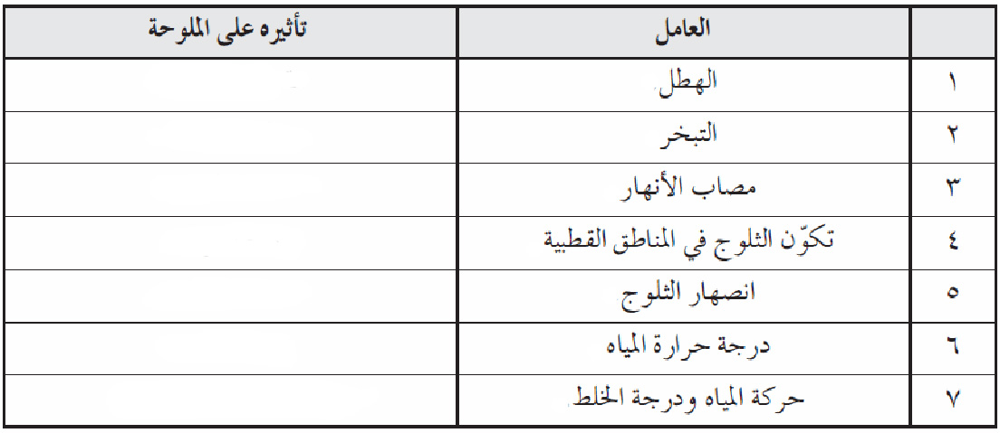 العامل تأثيره على الملوحة
١ الهطل
٢ التبخر
٣ مصاب الأنهار
٤ تكوّن الثلوج في المناطق القطبية
٥ انصهار الثلوج
٦ درجة حرارة المياه
٧ حركة المياه ودرجة الخلط